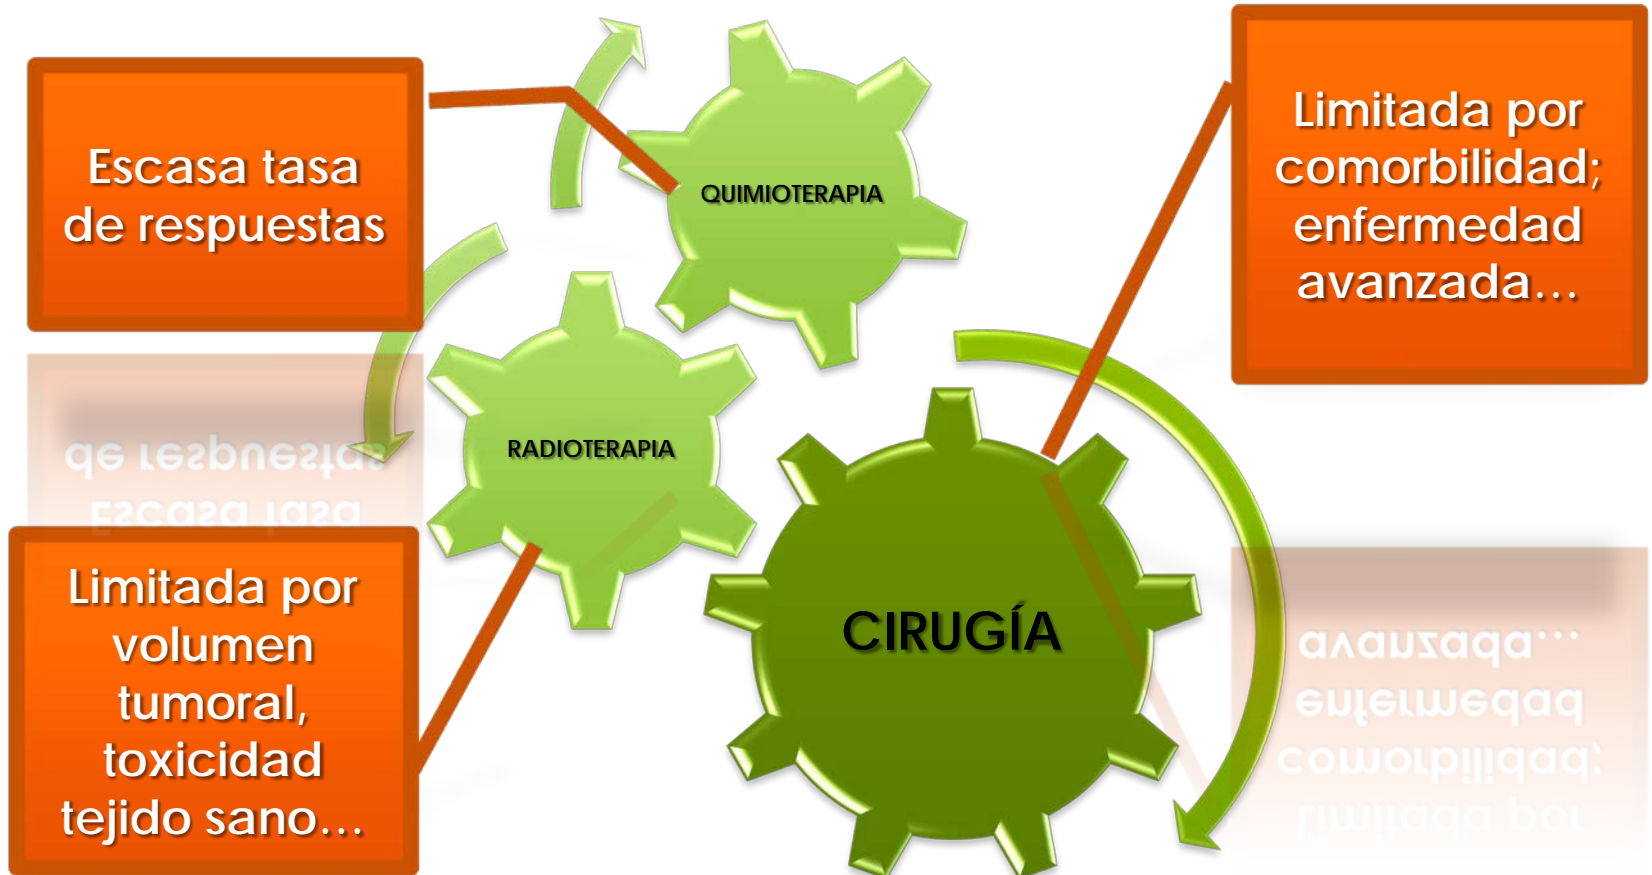 Escasa tasa
de respuestas
QUIMIOTERAPIA
Limitada por
comorbilidad;
enfermedad
avanzada...
RADIOTERAPIA
Limitada por
volumen
tumoral,
toxicidad
tejido sano...
CIRUGÍA